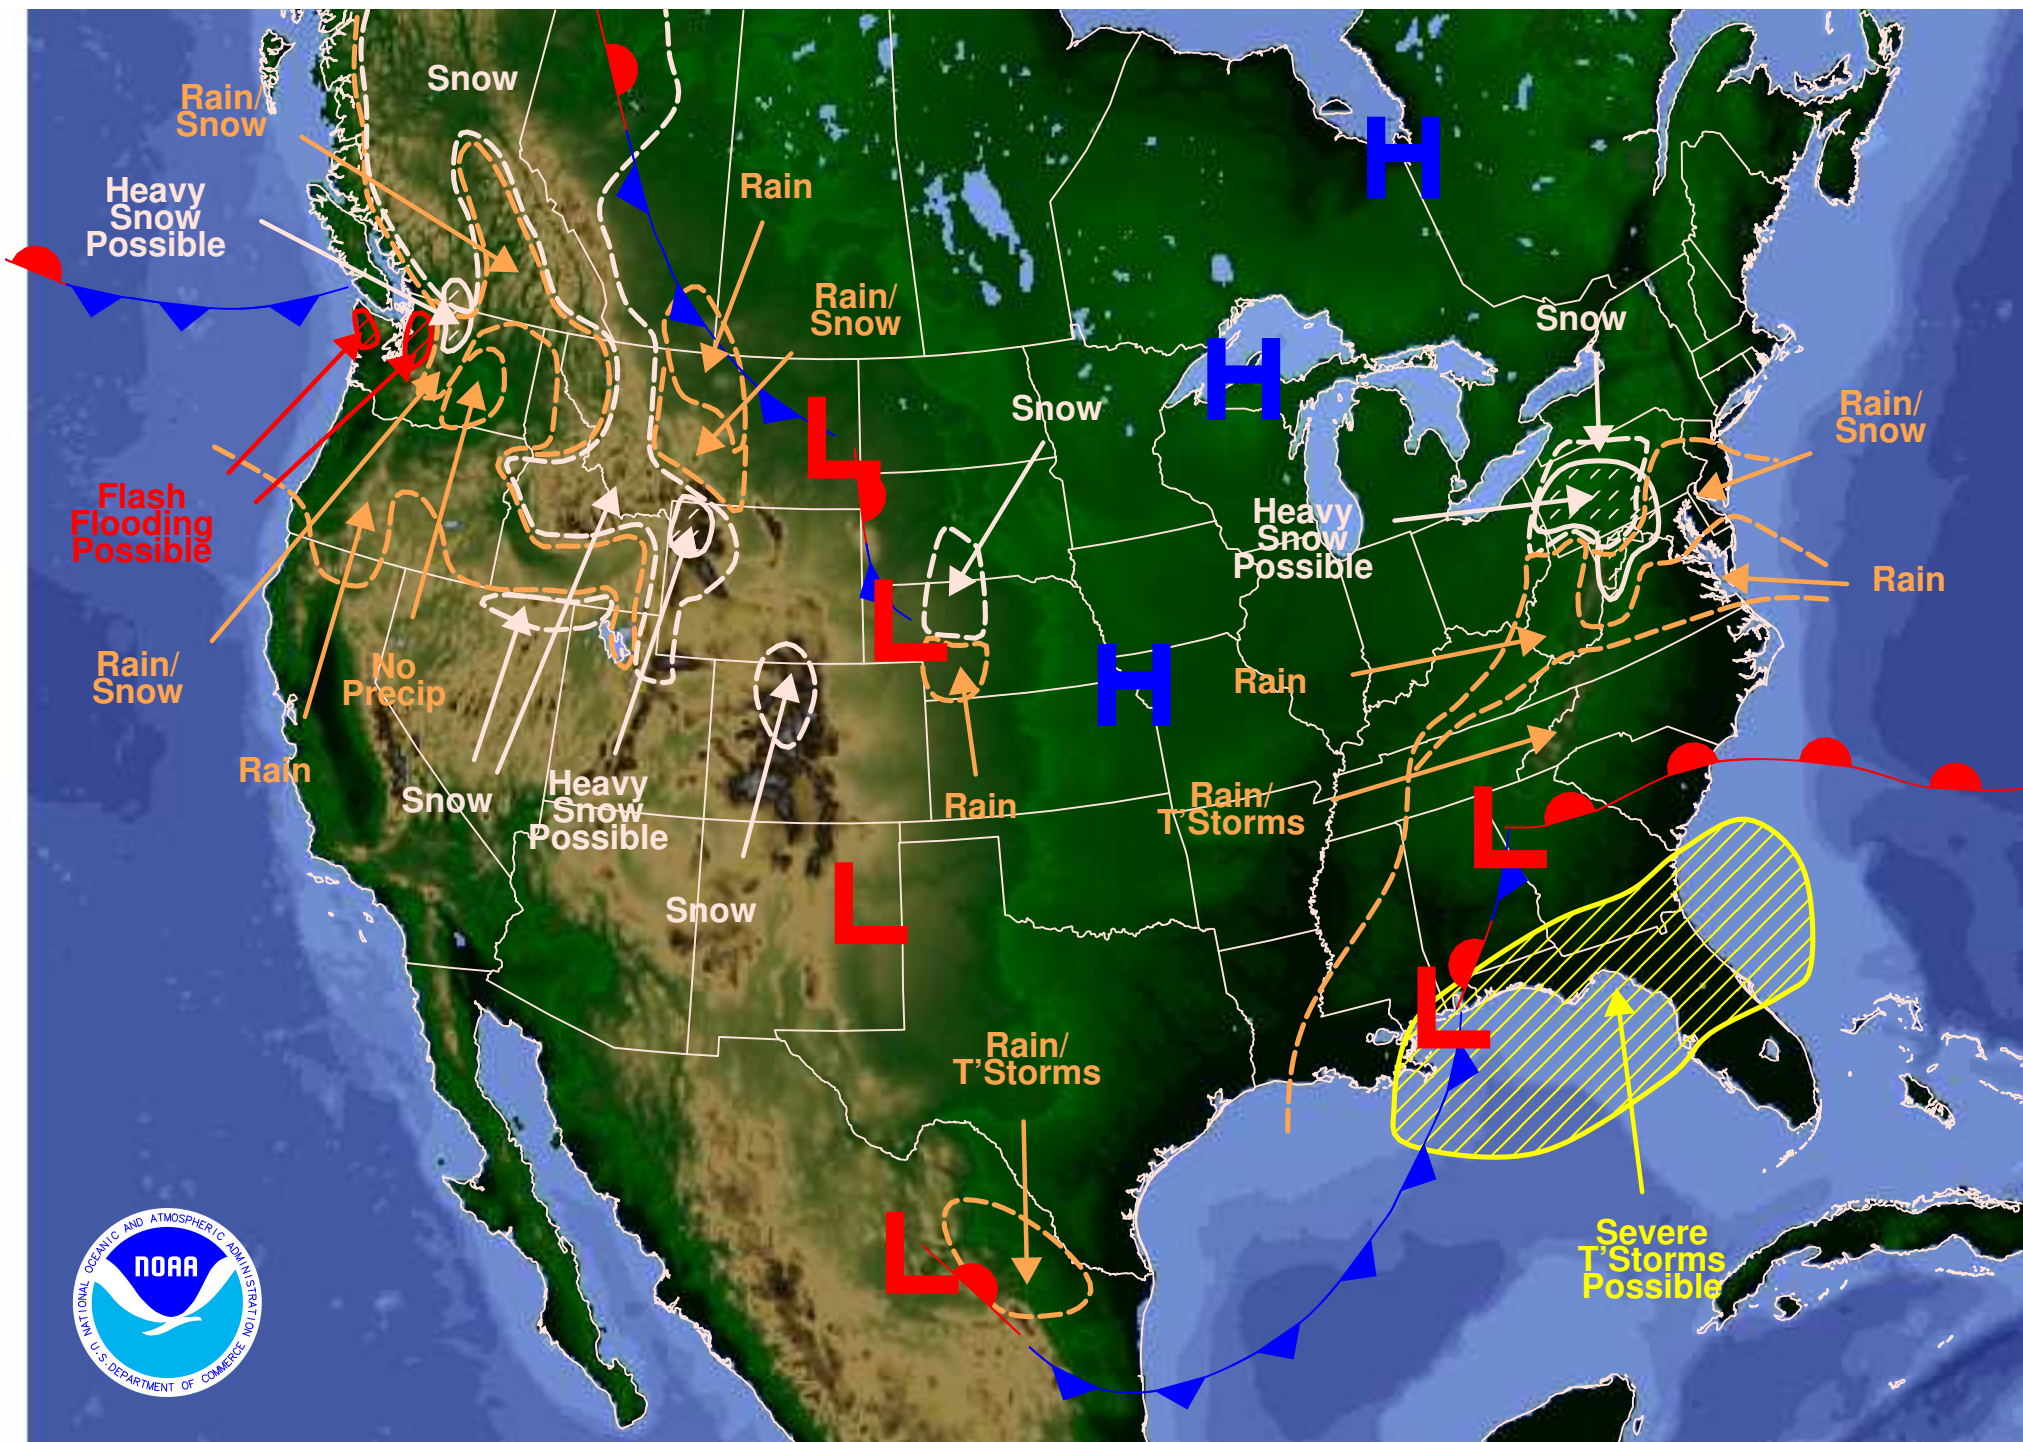 Snow
Rain/
Snow
H
Heavy
Snow
Possible
Rain
Rain/
Snow
Snow
H
Snow
Rain/
Snow
L
Flash
Flooding
Possible
Heavy
Snow
Possible
Rain
L
Rain/
Snow
No
Precip
H
Rain
Rain
Snow
Heavy
Snow
Possible
Rain
Rain/
T'Storms
L
Snow
L
L
Rain/
T'Storms
L
Severe
T'Storms
Possible
NATIONAL OCEANIC AND ATMOSPHERIC ADMINISTRATION
NOAA
U.S. DEPARTMENT OF COMMERCE